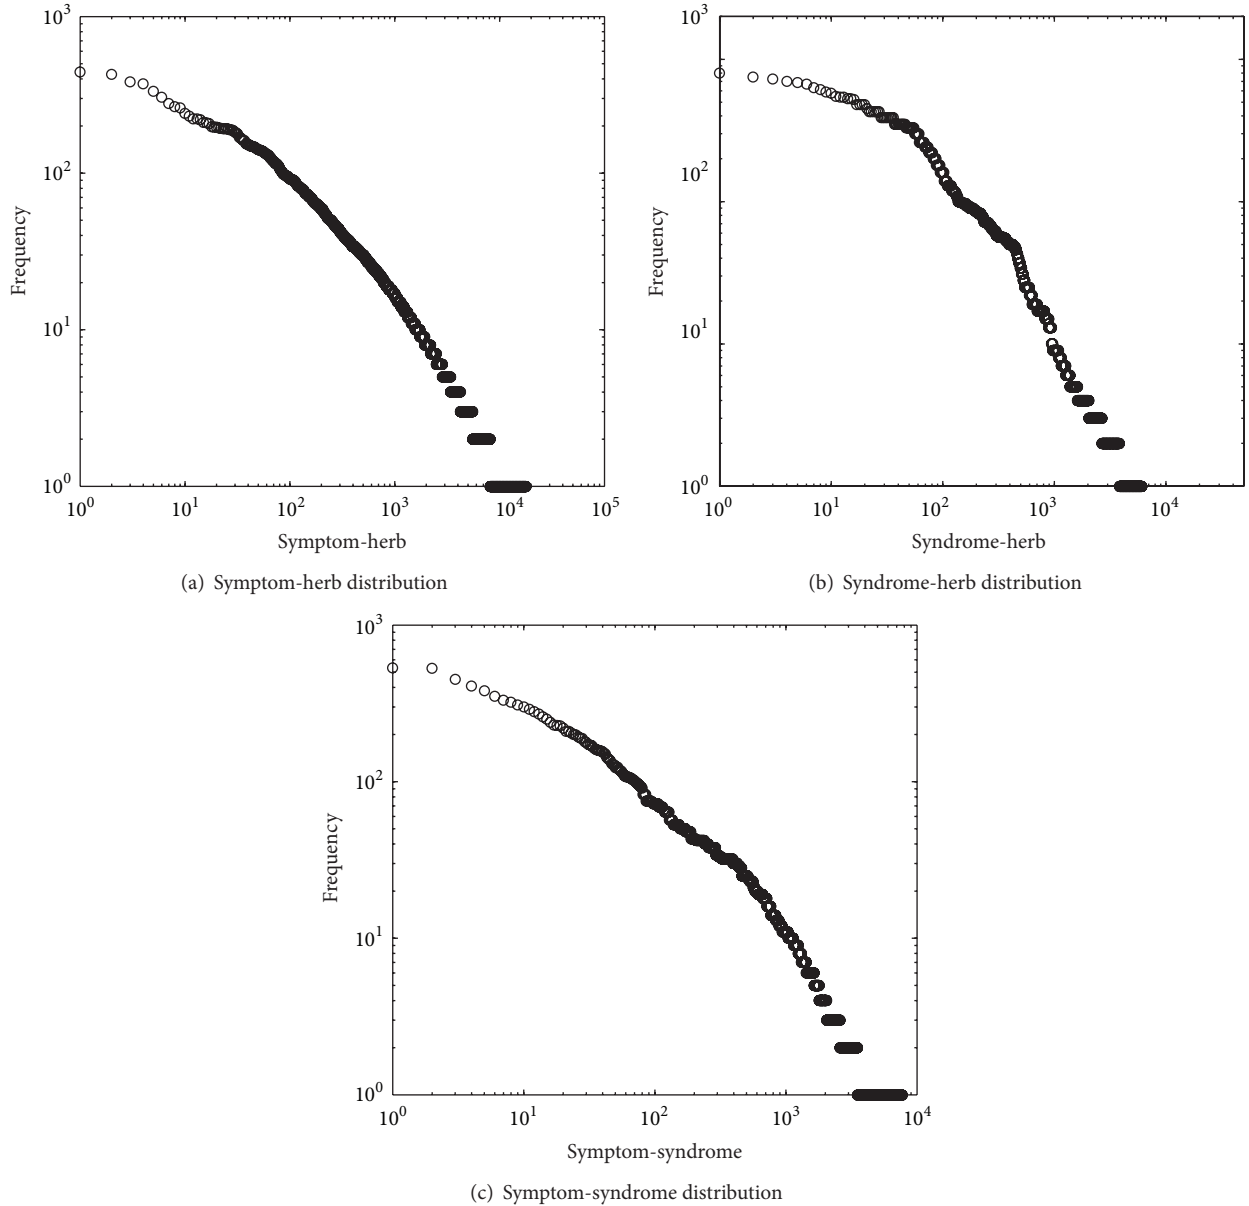 10^3
10^2
10^1
10^0
Frequency
10^0 10^1 10^2 10^3 10^4 10^5
Symptom-herb
(a) Symptom-herb distribution
10^3
10^2
10^1
10^0
Frequency
10^0 10^1 10^2 10^3 10^4
Syndrome-herb
(b) Syndrome-herb distribution
10^3
10^2
10^1
10^0
Frequency
10^0 10^1 10^2 10^3 10^4
Symptom-syndrome
(c) Symptom-syndrome distribution